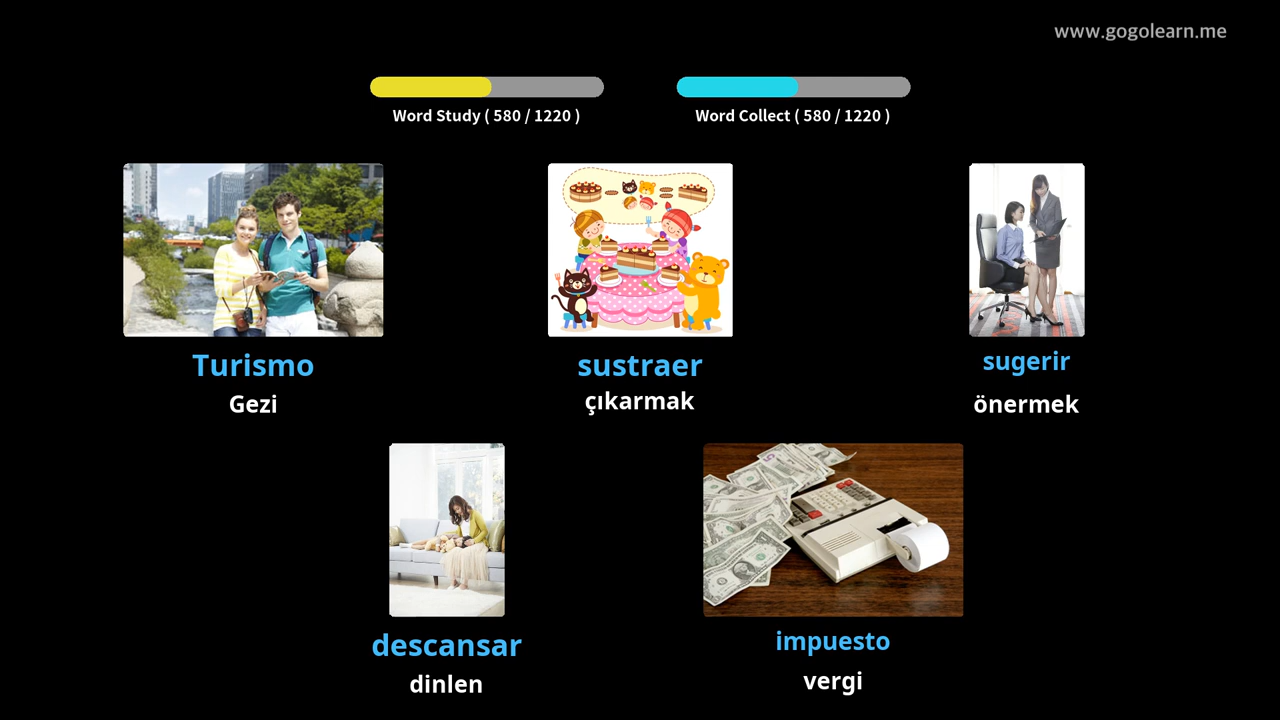 www.gogolearn.me
Word Study ( 580 / 1220 )
Word Collect ( 580 / 1220 )
Turismo
Gezi
sustraer
çıkarmak
sugerir
önermek
descansar
dinlen
impuesto
vergi